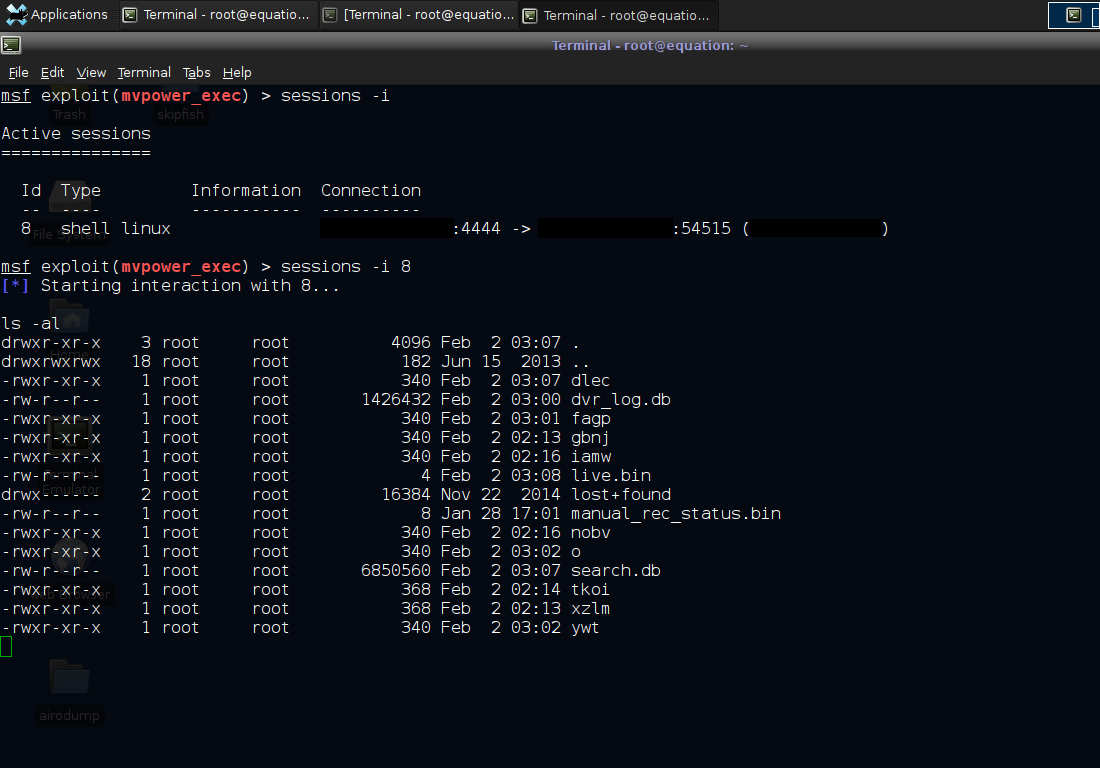 Applications Terminal - root@equatio... [Terminal - root@equatio... Terminal - root@equatio...
Terminal - root@equation: ~
File Edit View Terminal Tabs Help
msf exploit(mvpower_exec) > sessions -i
Trash skipfish
Active sessions
===============
Id Type Information Connection
-- ---- ----------- ----------
8 shell linux :4444 -> :54515 ( )
File System
msf exploit(mvpower_exec) > sessions -i 8
[*] Starting interaction with 8...
ls -al
drwxr-xr-x 3 root root 4096 Feb 2 03:07 .
Home
drwxrwxrwx 18 root root 182 Jun 15 2013 ..
-rwxr-xr-x 1 root root 340 Feb 2 03:07 dlec
-rw-r--r-- 1 root root 1426432 Feb 2 03:00 dvr_log.db
-rwxr-xr-x 1 root root 340 Feb 2 03:01 fagp
-rwxr-xr-x 1 root root 340 Feb 2 02:13 gbnj
-rwxr-xr-x 1 root root 340 Feb 2 02:16 iamw
-rw-r--r-- 1 root root 4 Feb 2 03:08 live.bin
Terminal
Emulator
drwx------ 2 root root 16384 Nov 22 2014 lost+found
-rw-r--r-- 1 root root 8 Jan 28 17:01 manual_rec_status.bin
-rwxr-xr-x 1 root root 340 Feb 2 02:16 nobv
-rwxr-xr-x 1 root root 340 Feb 2 03:02 o
-rw-r--r-- 1 root root 6850560 Feb 2 03:07 search.db
-rwxr-xr-x 1 root root 368 Feb 2 02:14 tkoi
Web Browser
-rwxr-xr-x 1 root root 368 Feb 2 02:13 xzlm
-rwxr-xr-x 1 root root 340 Feb 2 03:02 ywt
airodump